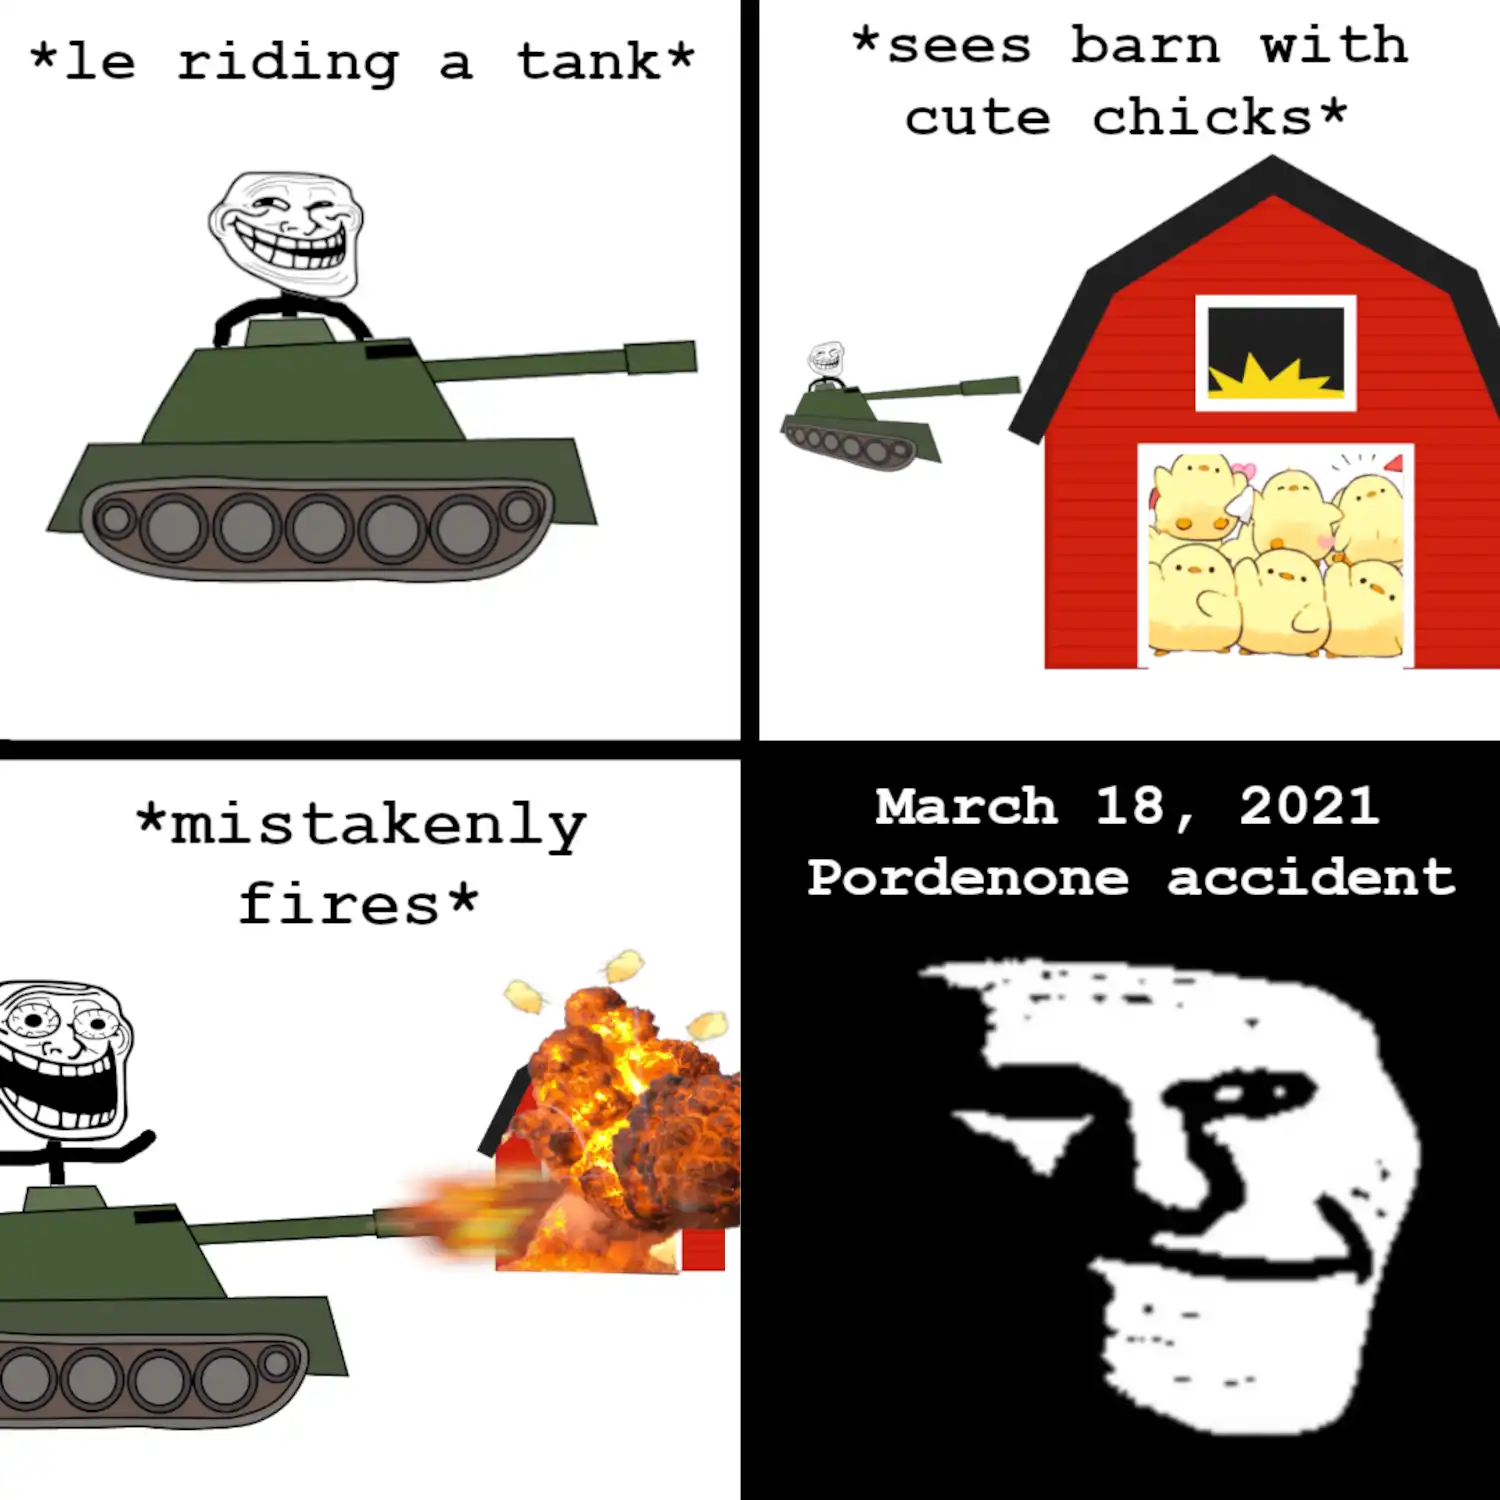 *le riding a tank*
*sees barn with
cute chicks*
*mistakenly
fires*
March 18, 2021
Pordenone accident